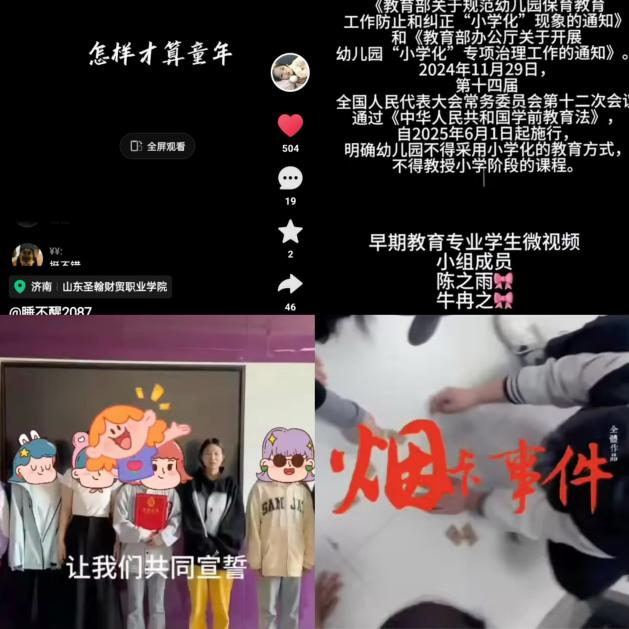 怎样才算童年
全屏观看
504
19
2
46
¥¥:
挺不错
济南 | 山东圣翰财贸职业学院
@睡不醒2087
《教育部关于规范幼儿园保育教育
工作防止和纠正“小学化”现象的通知》
和《教育部办公厅关于开展
幼儿园“小学化”专项治理工作的通知》。
2024年11月29日,
第十四届
全国人民代表大会常务委员会第十二次会议
通过《中华人民共和国学前教育法》,
自2025年6月1日起施行,
明确幼儿园不得采用小学化的教育方式,
不得教授小学阶段的课程。
早期教育专业学生微视频
小组成员
陈之雨🎀
牛冉之🎀
SAN JA
让我们共同宣誓
烟卡事件